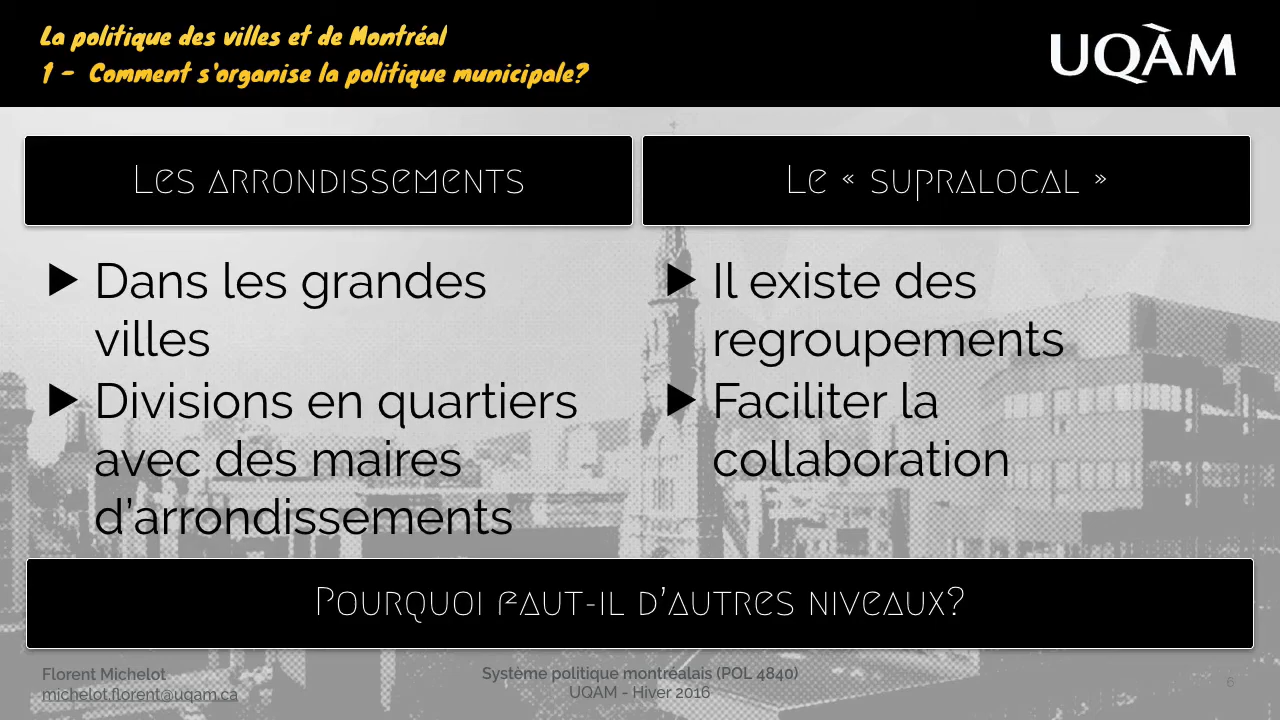 La politique des villes et de Montréal
1 - Comment s'organise la politique municipale?
UQÀM
Les arrondissements
Le « supralocal »
▶ Dans les grandes
villes
▶ Divisions en quartiers
avec des maires
d'arrondissements
▶ Il existe des
regroupements
▶ Faciliter la
collaboration
Pourquoi faut-il d'autres niveaux?
Florent Michelot
michelot.florent@uqam.ca
Système politique montréalais (POL 4840)
UQAM - Hiver 2016
6